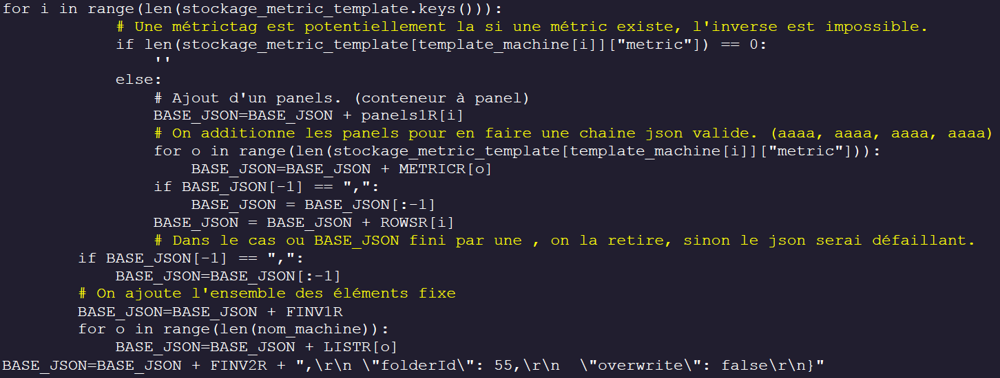 for i in range(len(stockage_metric_template.keys())):
# Une métrictag est potentiellement la si une métric existe, l'inverse est impossible.
if len(stockage_metric_template[template_machine[i]]["metric"]) == 0:
''
else:
# Ajout d'un panels. (conteneur à panel)
BASE_JSON=BASE_JSON + panels1R[i]
# On additionne les panels pour en faire une chaine json valide. (aaaa, aaaa, aaaa, aaaa)
for o in range(len(stockage_metric_template[template_machine[i]]["metric"])):
BASE_JSON=BASE_JSON + METRICR[o]
if BASE_JSON[-1] == ",":
BASE_JSON = BASE_JSON[:-1]
BASE_JSON = BASE_JSON + ROWSR[i]
# Dans le cas ou BASE_JSON fini par une , on la retire, sinon le json serai défaillant.
if BASE_JSON[-1] == ",":
BASE_JSON=BASE_JSON[:-1]
# On ajoute l'ensemble des éléments fixe
BASE_JSON=BASE_JSON + FINV1R
for o in range(len(nom_machine)):
BASE_JSON=BASE_JSON + LISTR[o]
BASE_JSON=BASE_JSON + FINV2R + ",\r\n \"folderId\": 55,\r\n  \"overwrite\": false\r\n}"